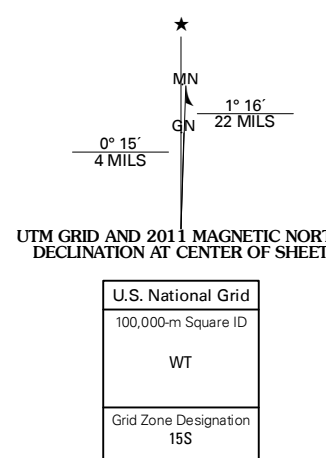 ★
MN
1° 16´
22 MILS
GN
0° 15´
4 MILS
UTM GRID AND 2011 MAGNETIC NORT
DECLINATION AT CENTER OF SHEET
U.S. National Grid
100,000-m Square ID
WT
Grid Zone Designation
15S